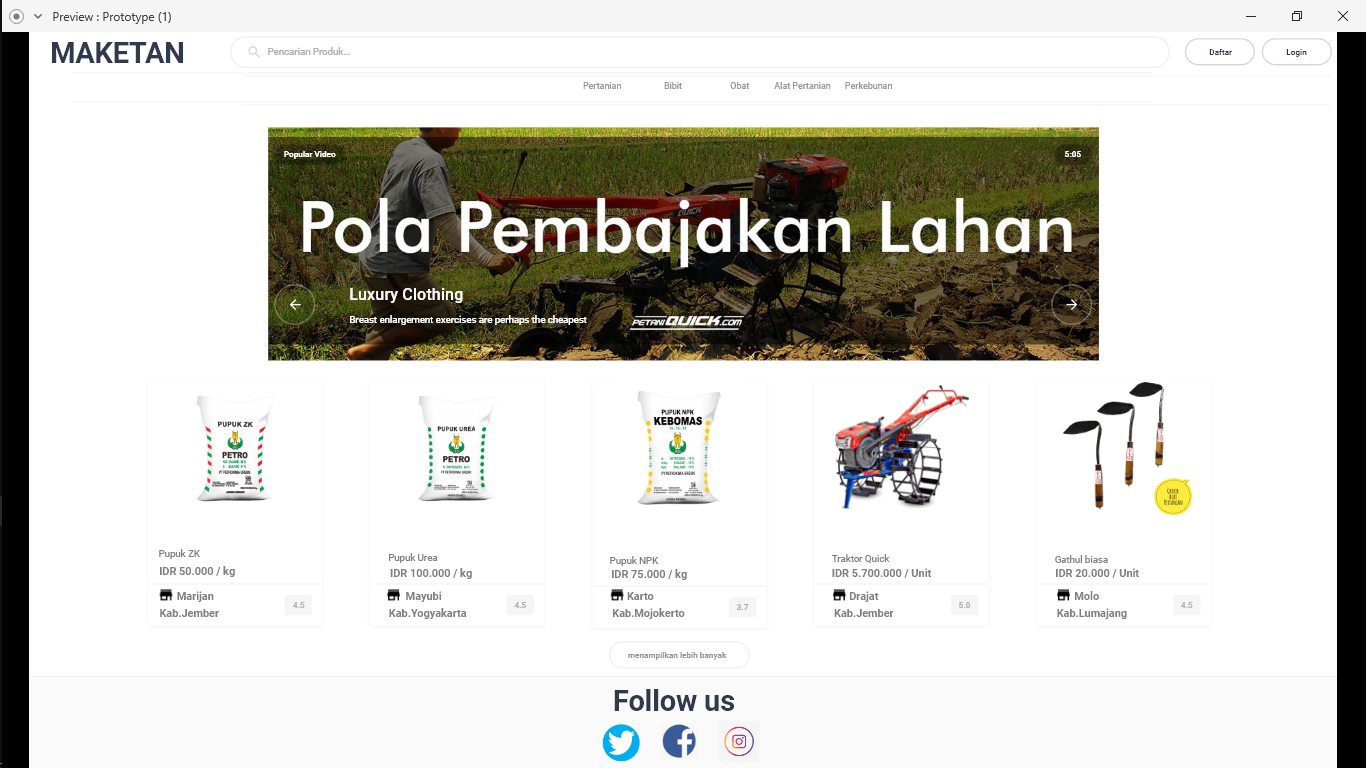 Preview : Prototype (1)
MAKETAN
Pencarian Produk...
Daftar
Login
Pertanian
Bibit
Obat
Alat Pertanian
Perkebunan
Popular Video
5:05
QUICK
Pola Pembajakan Lahan
Luxury Clothing
Breast enlargement exercises are perhaps the cheapest
PETANIQUICK.COM
PUPUK ZK
PETRO
PUPUK UREA
PETRO
PUPUK NPK
KEBOMAS
15-15-15
Pupuk ZK
IDR 50.000 / kg
Marijan
Kab.Jember
4.5
Pupuk Urea
IDR 100.000 / kg
Mayubi
Kab.Yogyakarta
4.5
Pupuk NPK
IDR 75.000 / kg
Karto
Kab.Mojokerto
3.7
Traktor Quick
IDR 5.700.000 / Unit
Drajat
Kab.Jember
5.0
Gathul biasa
IDR 20.000 / Unit
Molo
Kab.Lumajang
4.5
menampilkan lebih banyak
Follow us